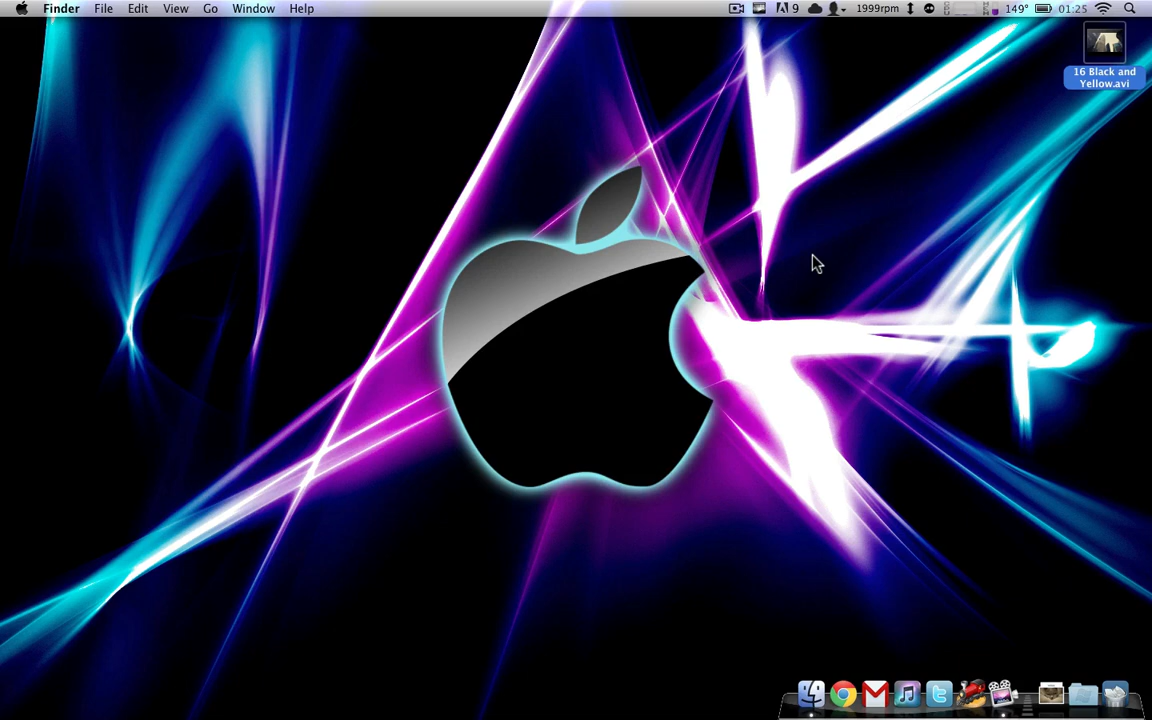 Finder File Edit View Go Window Help 9 1999rpm 149° 01:25
16 Black and
Yellow.avi